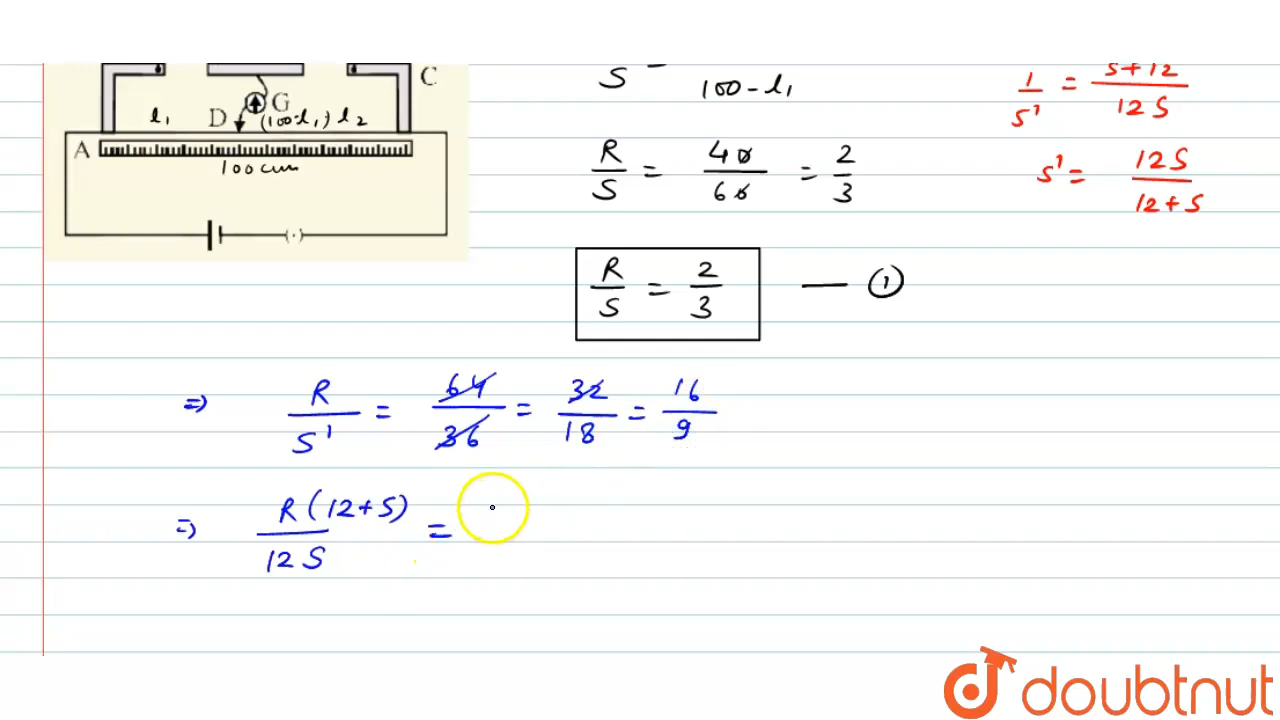 C
G
l₁ D (100-l₁) l₂
A
100 cm
S = 100 - l₁
R/S = 40/60 = 2/3
R/S = 2/3 — ①
1/S' = S+12/12S
S' = 12S/12+S
=> R/S' = 64/36 = 32/18 = 16/9
=> R(12+S)/12S =
doubtnut